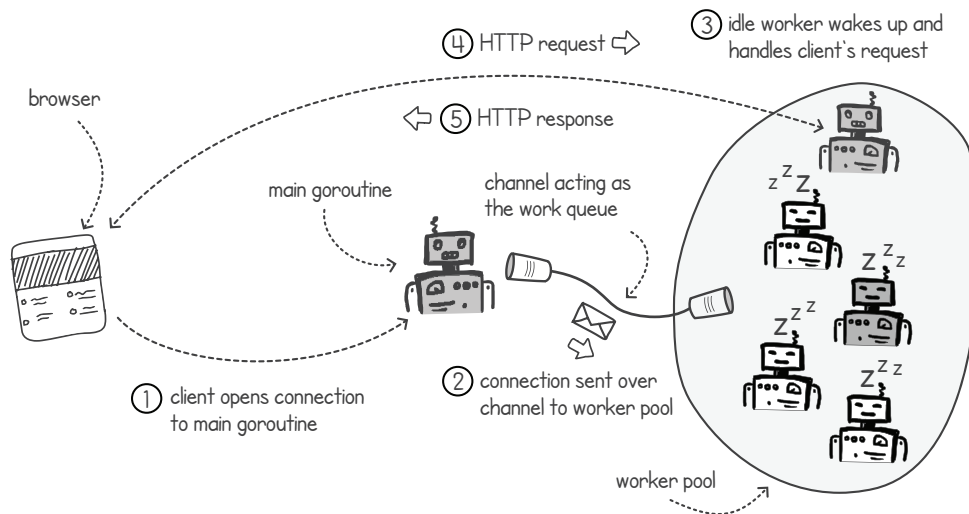 ④ HTTP request
③ idle worker wakes up and
handles client's request
browser
⑤ HTTP response
main goroutine
channel acting as
the work queue
z z z
z z z
z z z
z z z
① client opens connection
to main goroutine
② connection sent over
channel to worker pool
worker pool